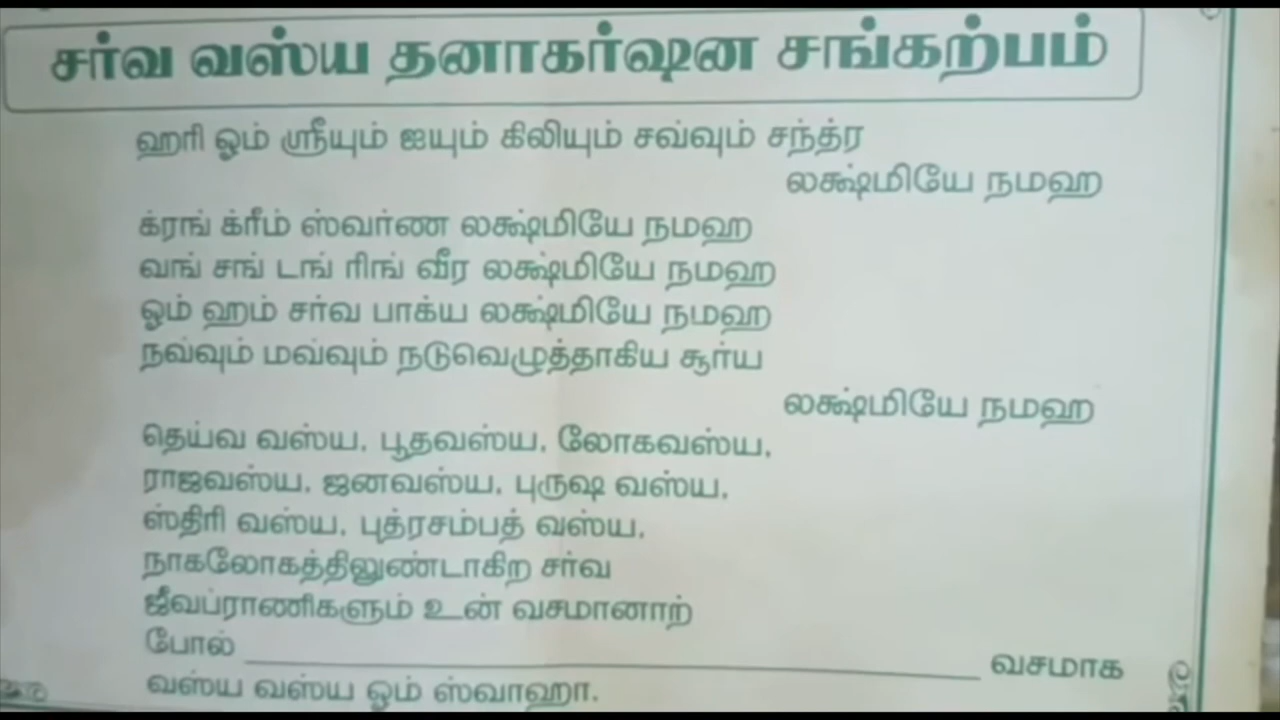 சர்வ வஸ்ய தனாகர்ஷன சங்கற்பம்
ஹரி ஓம் ஸ்ரீயும் ஐயும் கிலியும் சவ்வும் சந்த்ர
லக்ஷ்மியே நமஹ
க்ரங் க்ரீம் ஸ்வர்ண லக்ஷ்மியே நமஹ
வங் சங் டங் ரிங் வீர லக்ஷ்மியே நமஹ
ஓம் ஹம் சர்வ பாக்ய லக்ஷ்மியே நமஹ
நவ்வும் மவ்வும் நடுவெழுத்தாகிய சூர்ய
லக்ஷ்மியே நமஹ
தெய்வ வஸ்ய, பூதவஸ்ய, லோகவஸ்ய,
ராஜவஸ்ய, ஜனவஸ்ய, புருஷ வஸ்ய,
ஸ்திரி வஸ்ய, புத்ரசம்பத் வஸ்ய,
நாகலோகத்திலுண்டாகிற சர்வ
ஜீவப்ராணிகளும் உன் வசமானாற்
போல் ____________________ வசமாக
வஸ்ய வஸ்ய ஓம் ஸ்வாஹா.